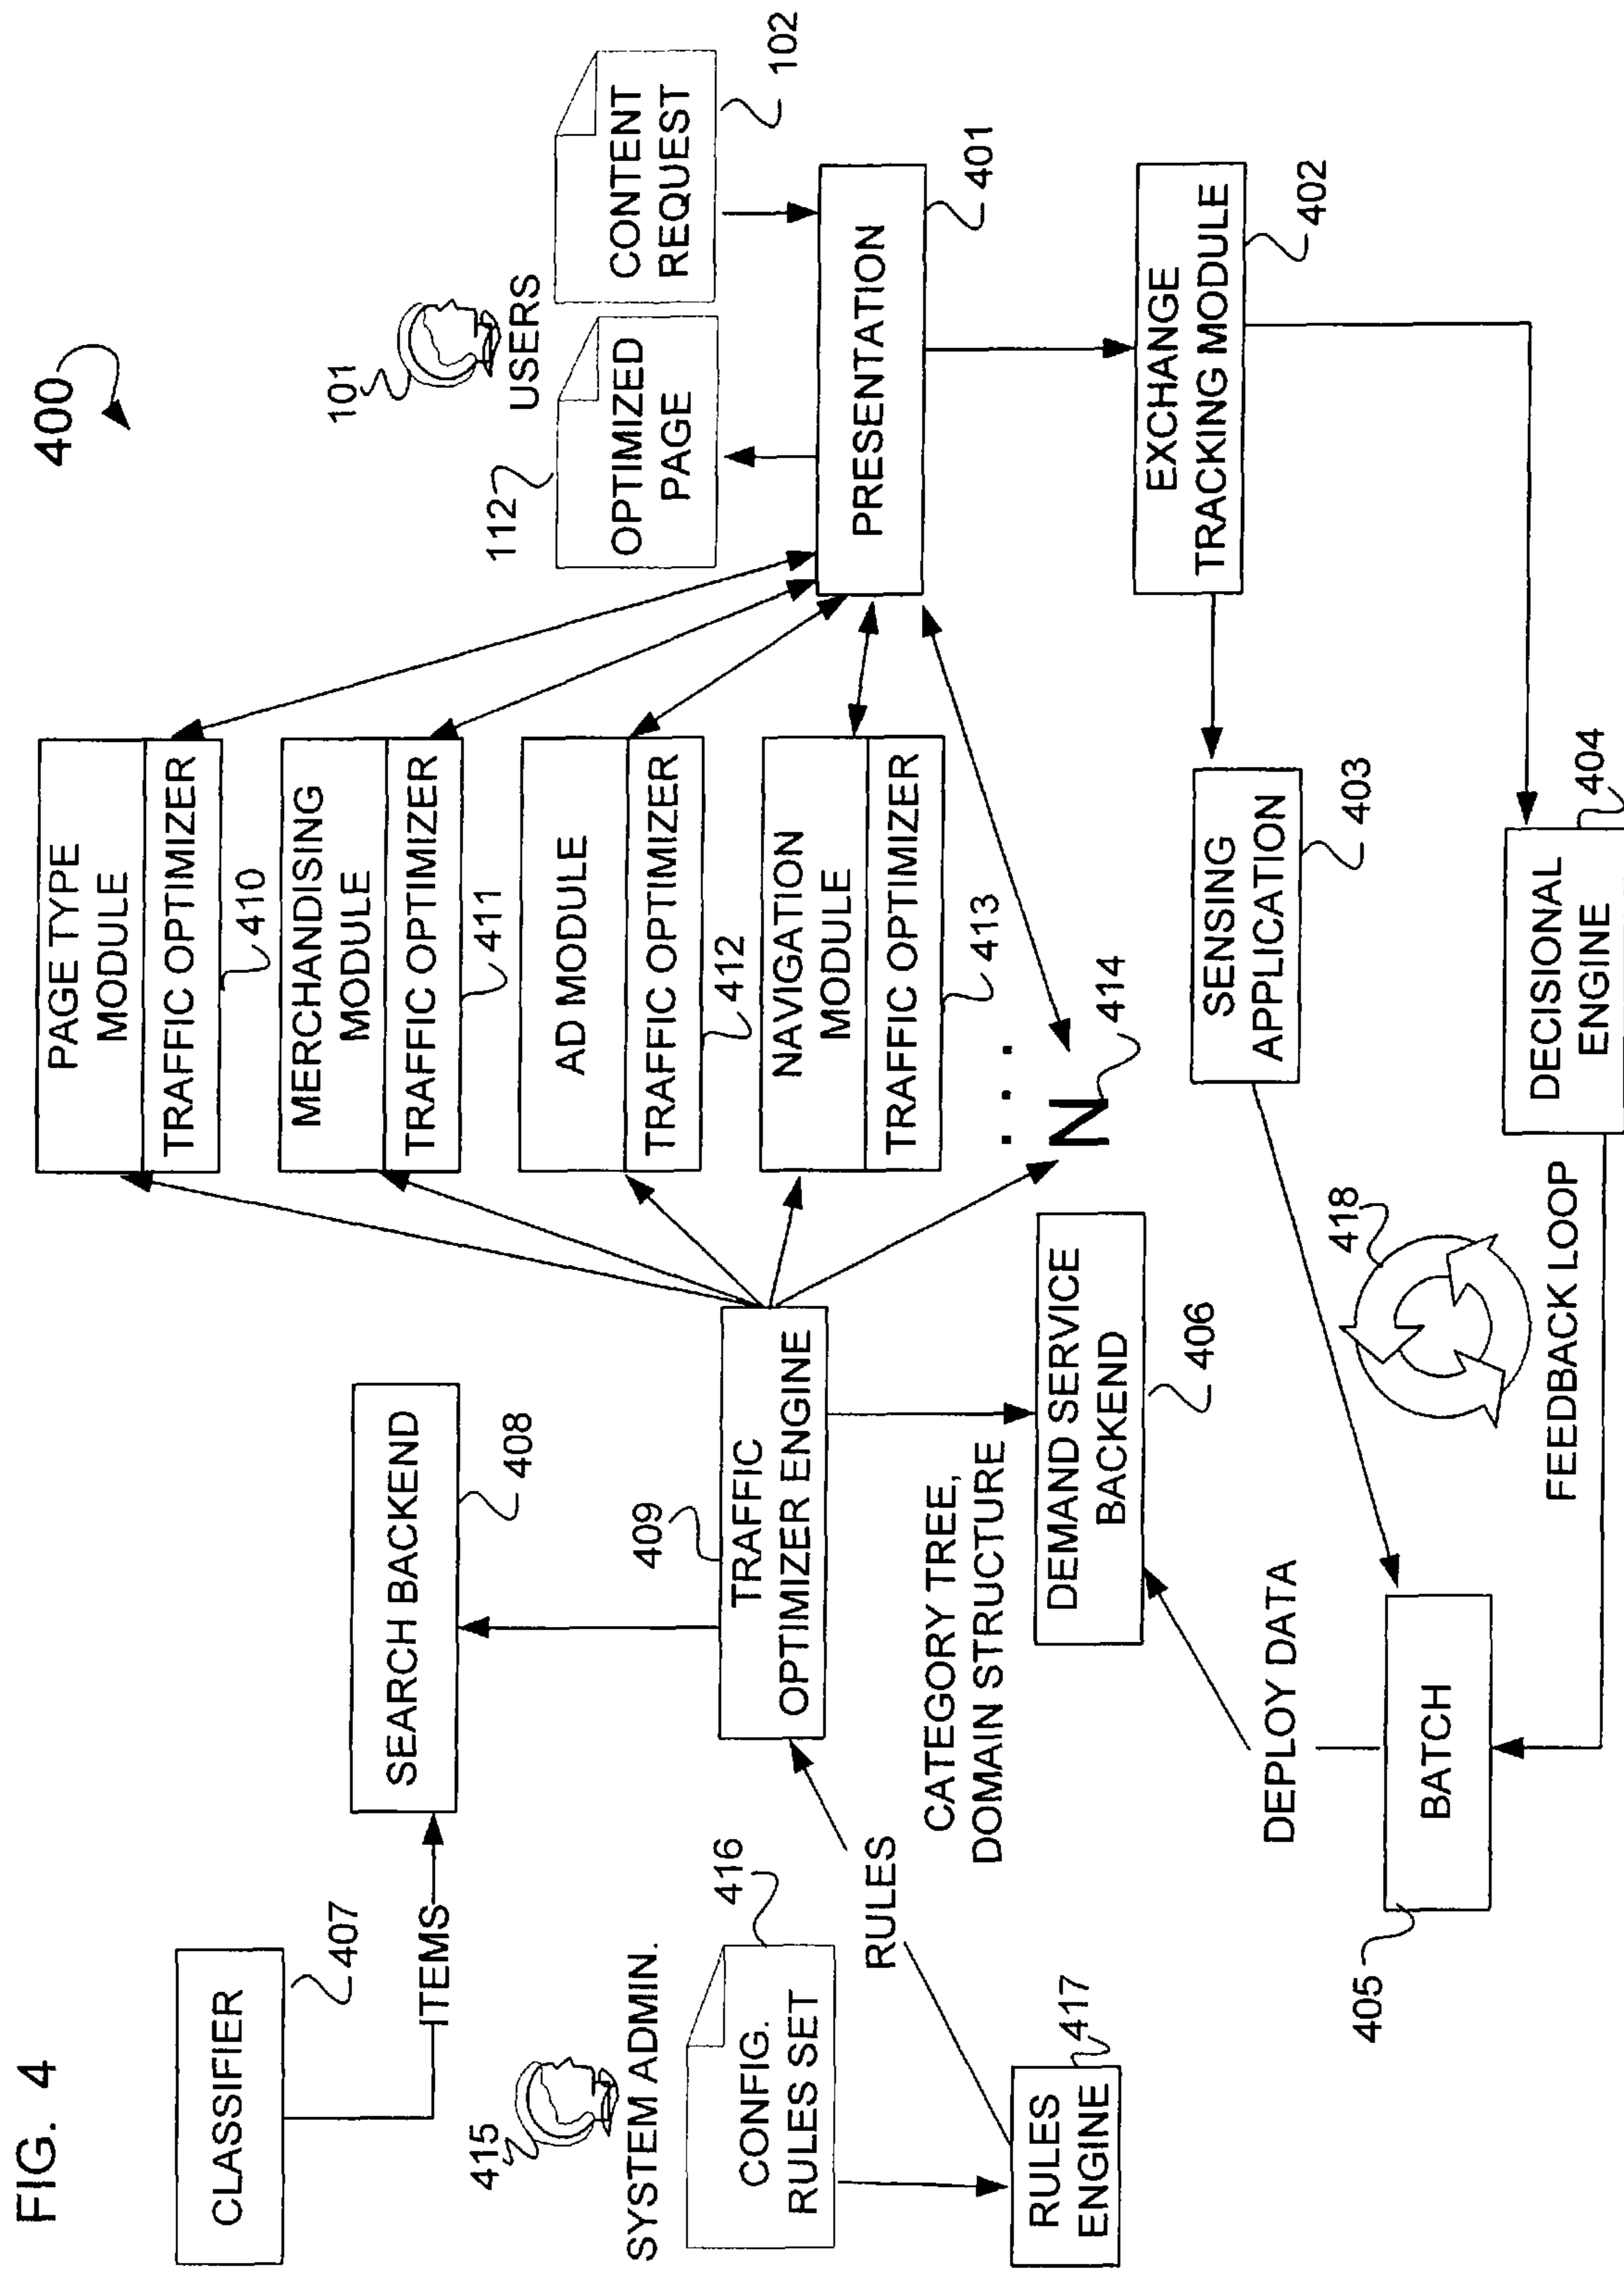 FIG. 4
400
CLASSIFIER
407
ITEMS
SEARCH BACKEND
408
415
SYSTEM ADMIN.
CONFIG.
RULES SET
416
RULES
ENGINE
417
RULES
409
TRAFFIC
OPTIMIZER ENGINE
CATEGORY TREE,
DOMAIN STRUCTURE
DEMAND SERVICE
BACKEND
406
DEPLOY DATA
405
BATCH
PAGE TYPE
MODULE
TRAFFIC OPTIMIZER
410
MERCHANDISING
MODULE
TRAFFIC OPTIMIZER
411
AD MODULE
TRAFFIC OPTIMIZER
412
NAVIGATION
MODULE
TRAFFIC OPTIMIZER
413
. . .
N
414
101
USERS
112
OPTIMIZED
PAGE
CONTENT
REQUEST
102
PRESENTATION
401
EXCHANGE
TRACKING MODULE
402
SENSING
APPLICATION
403
DECISIONAL
ENGINE
404
418
FEEDBACK LOOP